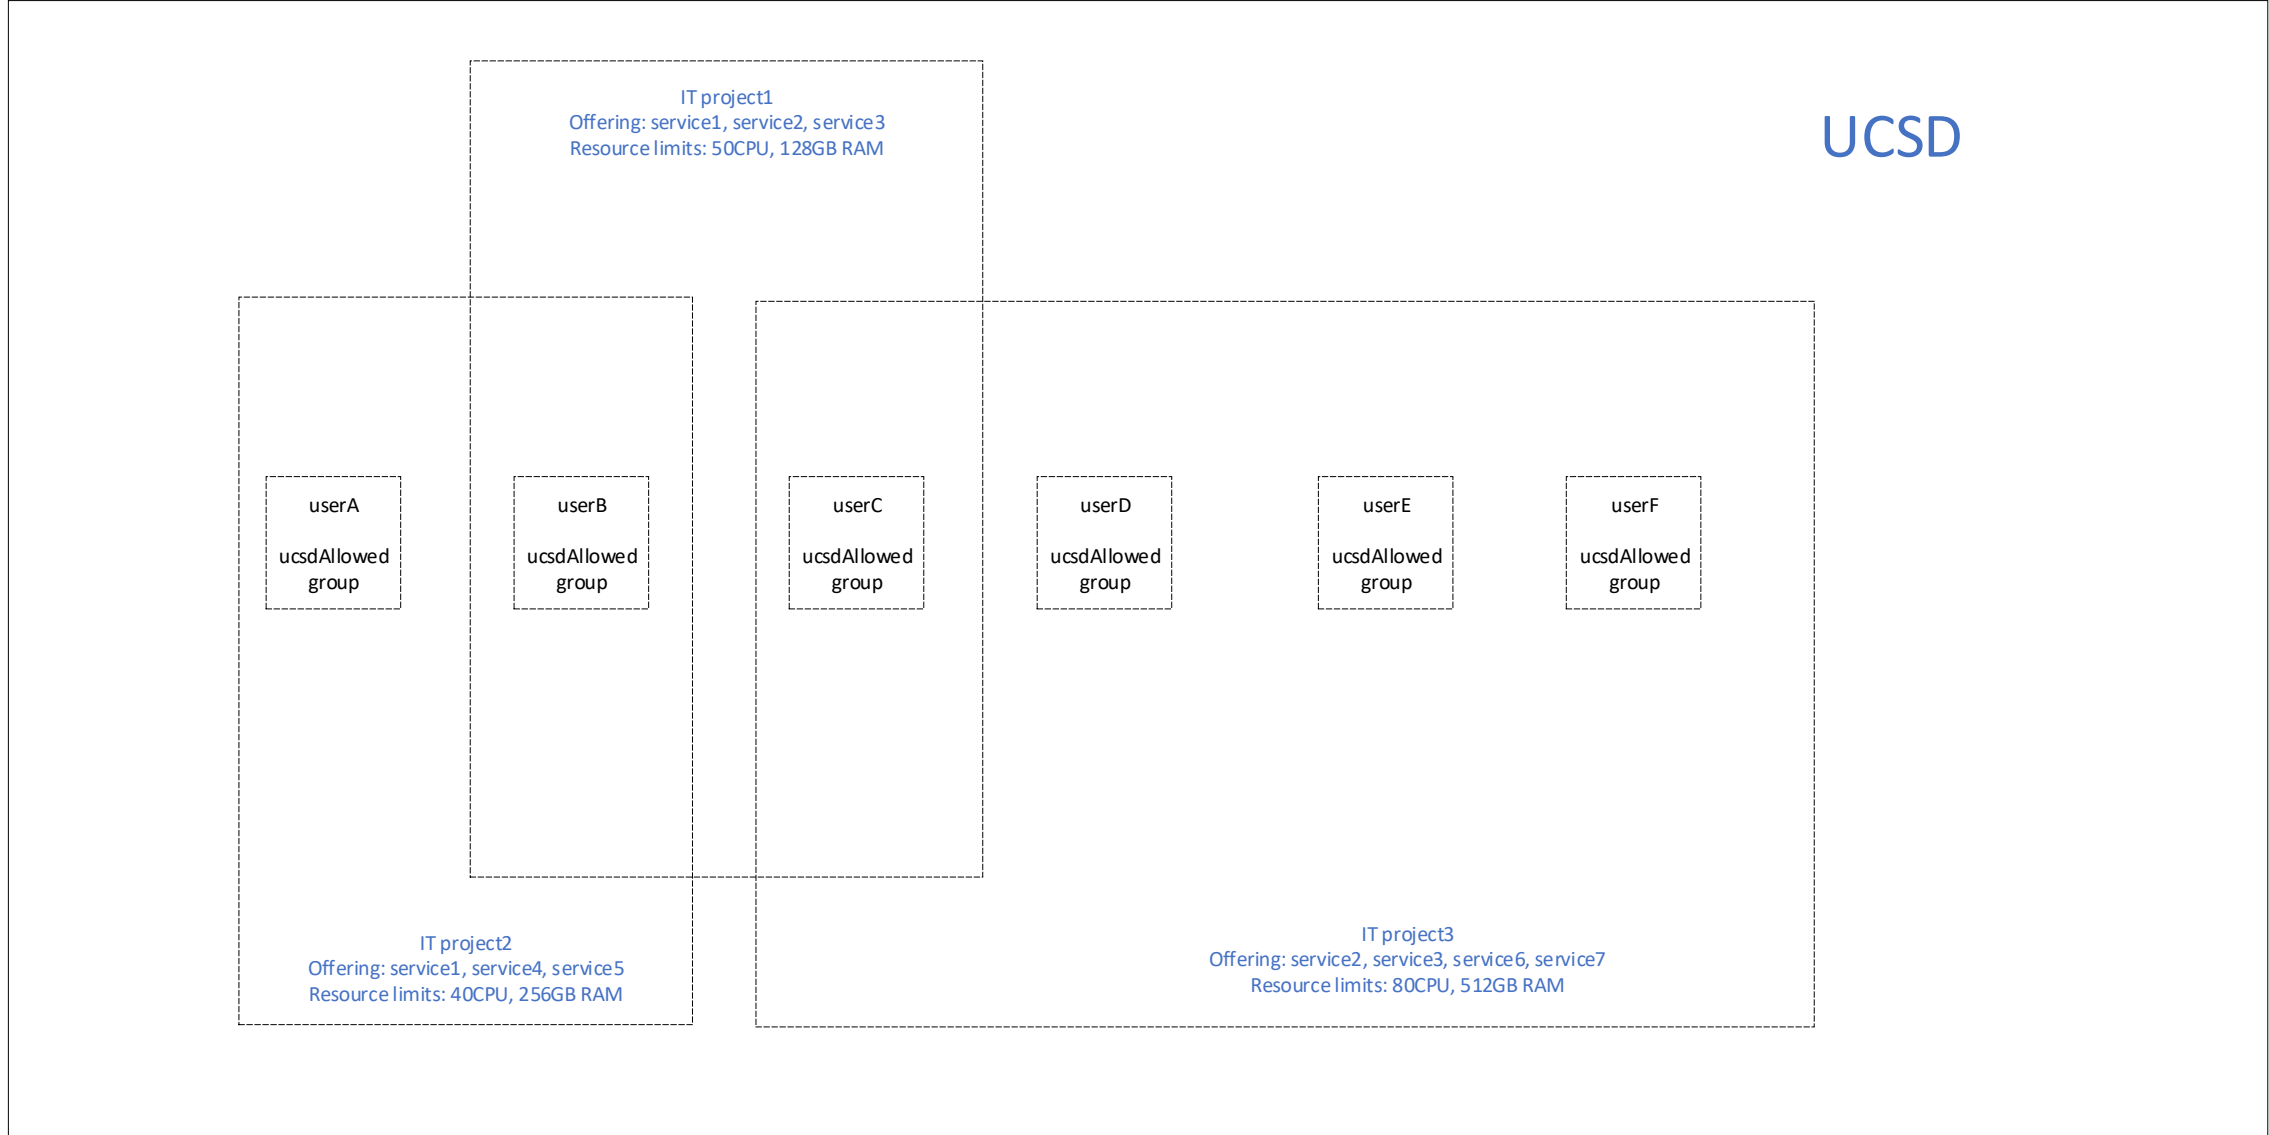 IT project1
Offering: service1, service2, service3
Resource limits: 50CPU, 128GB RAM
UCSD
userA
ucsdAllowed
group
userB
ucsdAllowed
group
userC
ucsdAllowed
group
userD
ucsdAllowed
group
userE
ucsdAllowed
group
userF
ucsdAllowed
group
IT project2
Offering: service1, service4, service5
Resource limits: 40CPU, 256GB RAM
IT project3
Offering: service2, service3, service6, service7
Resource limits: 80CPU, 512GB RAM